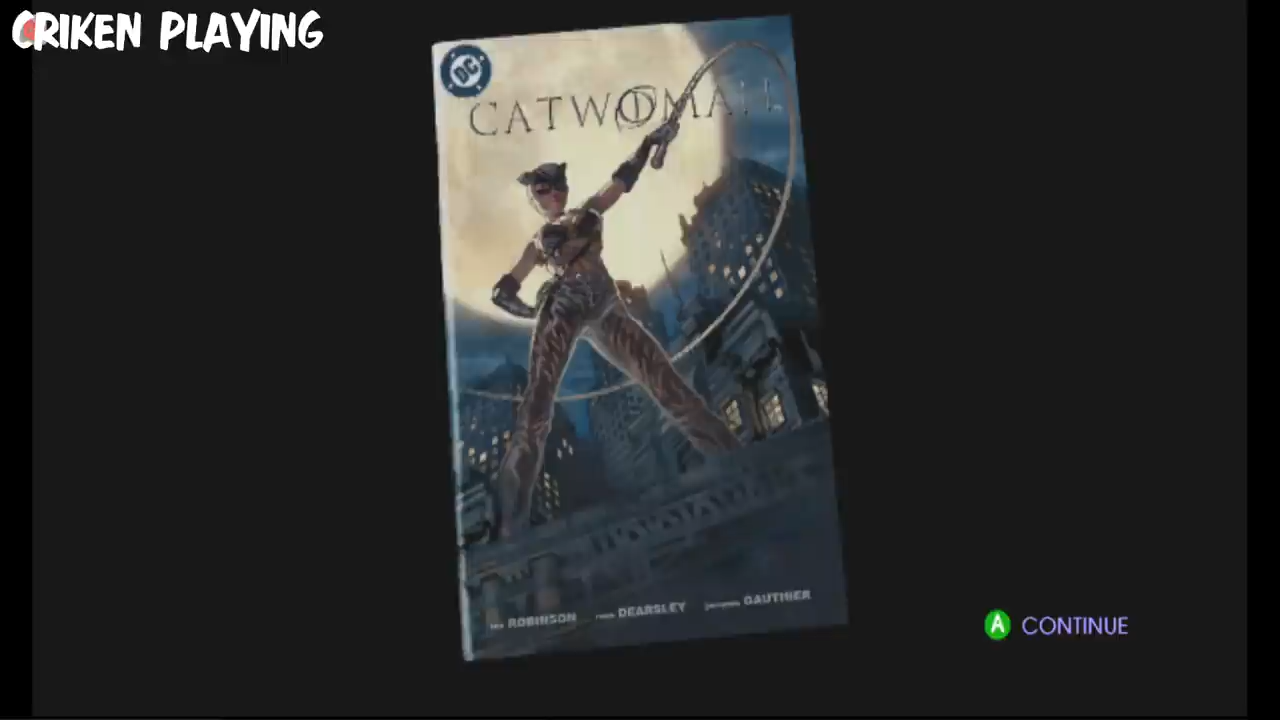 CRIKEN PLAYING
DC
CATWOMAN
ROBINSON DEARSLEY GAUTHIER
A CONTINUE